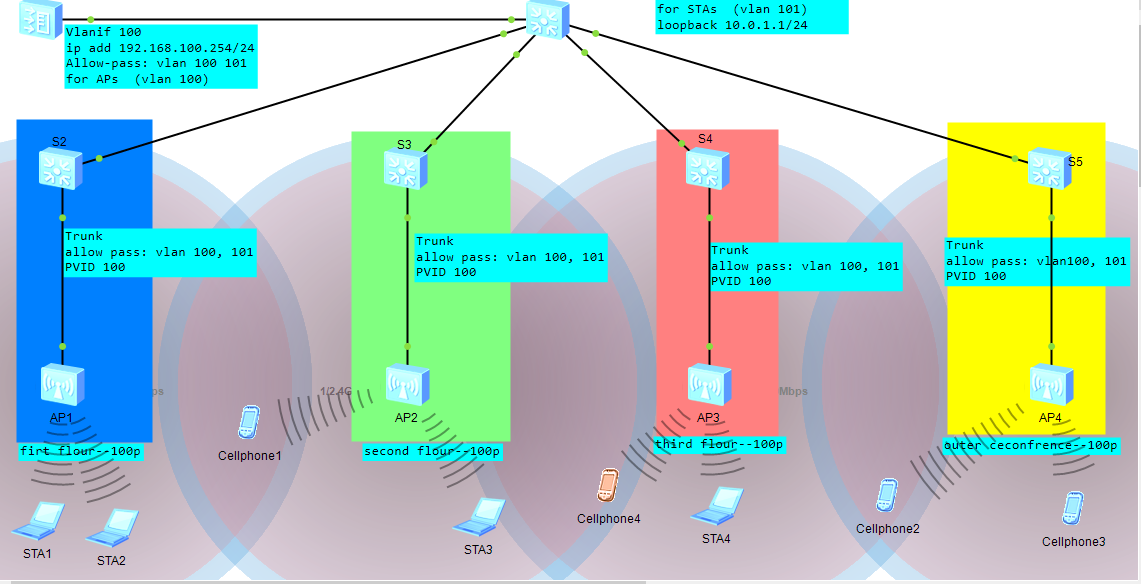 for STAs (vlan 101)
loopback 10.0.1.1/24
Vlanif 100
ip add 192.168.100.254/24
Allow-pass: vlan 100 101
for APs (vlan 100)
S2
S3
S4
S5
Trunk
allow pass: vlan 100, 101
PVID 100
Trunk
allow pass: vlan 100, 101
PVID 100
Trunk
allow pass: vlan 100, 101
PVID 100
Trunk
allow pass: vlan100, 101
PVID 100
ps
1/2.4G
Mbps
AP1
AP2
AP3
AP4
firt flour--100p
second flour--100p
third flour--100p
outer ceconfrence--100p
Cellphone1
Cellphone4
Cellphone2
Cellphone3
STA1
STA2
STA3
STA4